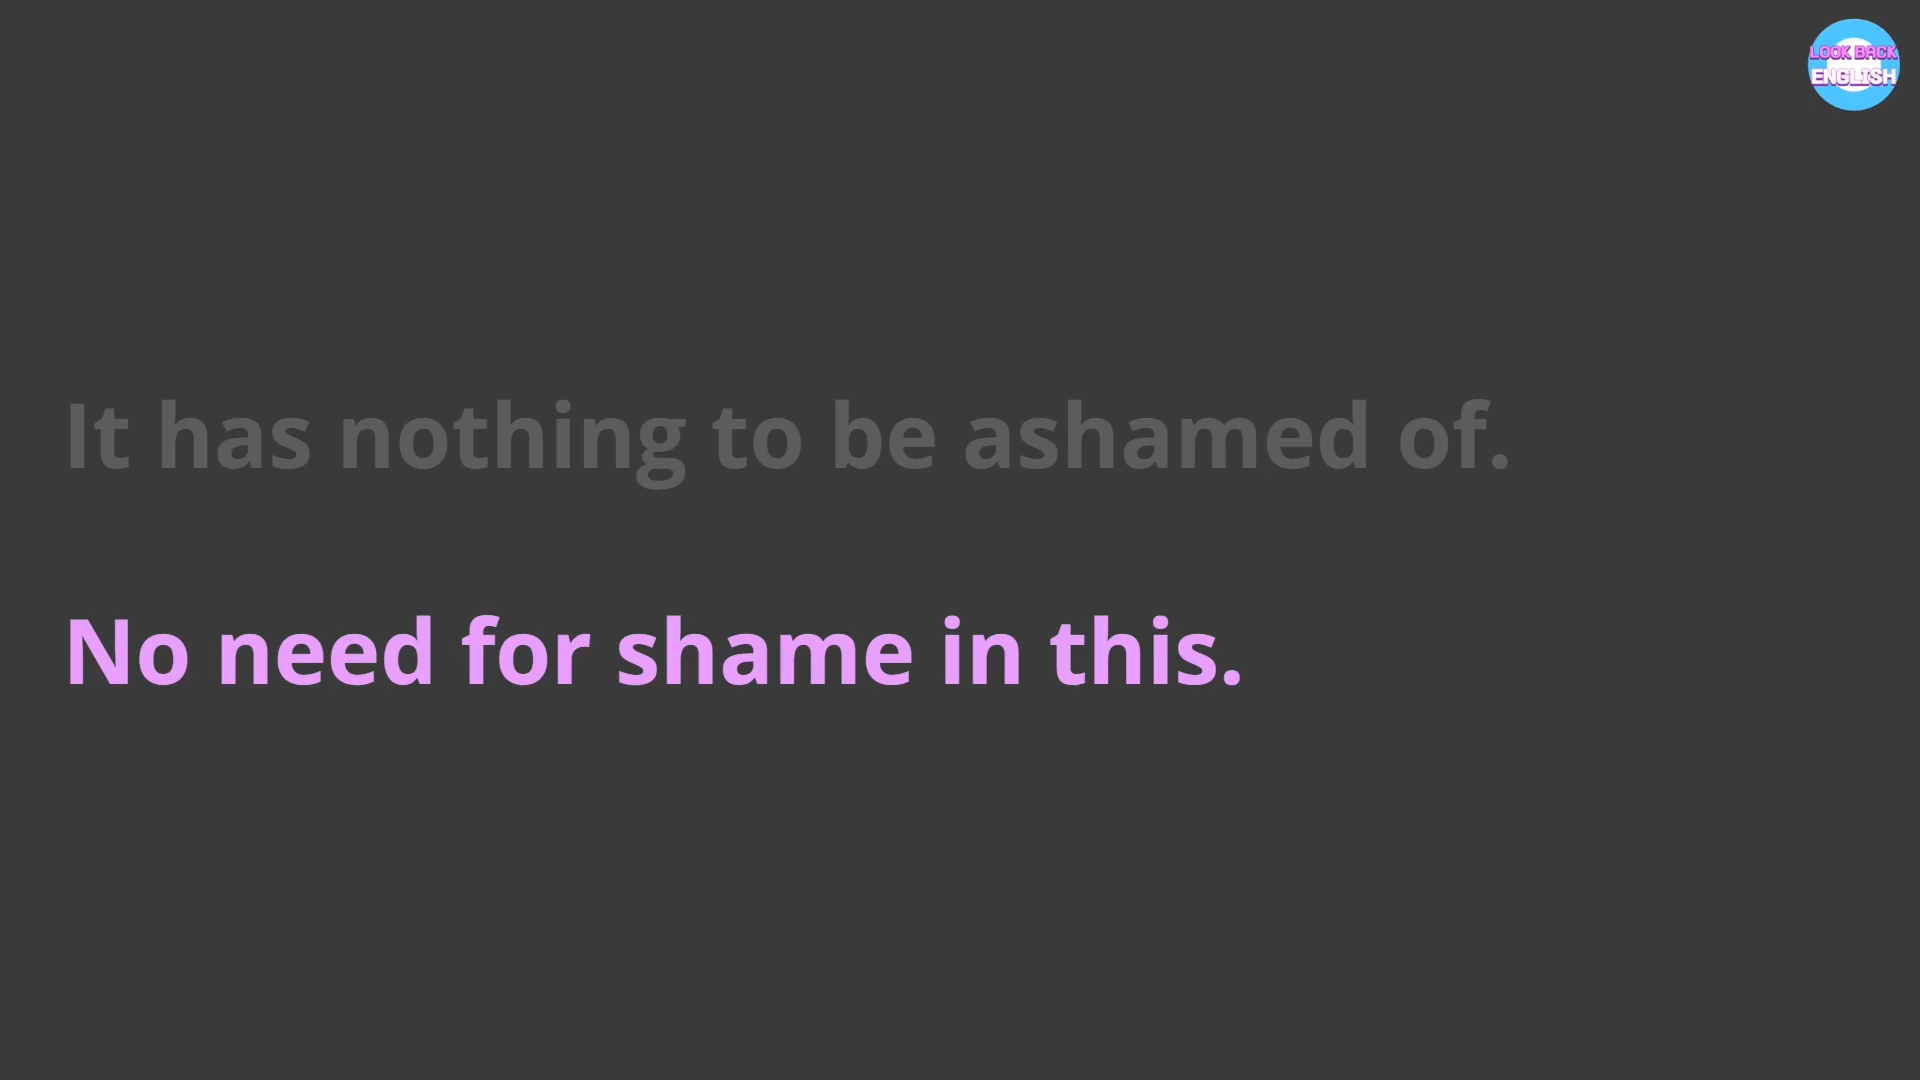 LOOK BACK
ENGLISH
It has nothing to be ashamed of.
No need for shame in this.